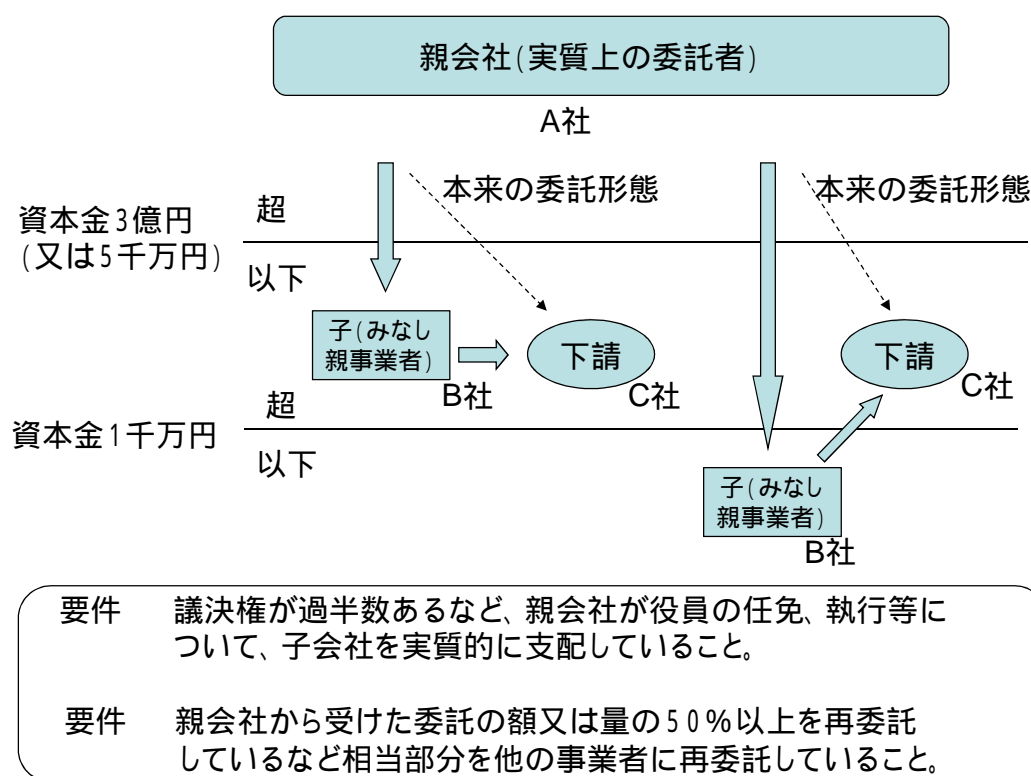 親会社(実質上の委託者)
A社
本来の委託形態
本来の委託形態
資本金3億円
(又は5千万円)
超
以下
子(みなし
親事業者)
B社
下請
C社
下請
C社
超
資本金1千万円
以下
子(みなし
親事業者)
B社
要件 議決権が過半数あるなど、親会社が役員の任免、執行等に
ついて、子会社を実質的に支配していること。
要件 親会社から受けた委託の額又は量の50%以上を再委託
しているなど相当部分を他の事業者に再委託していること。